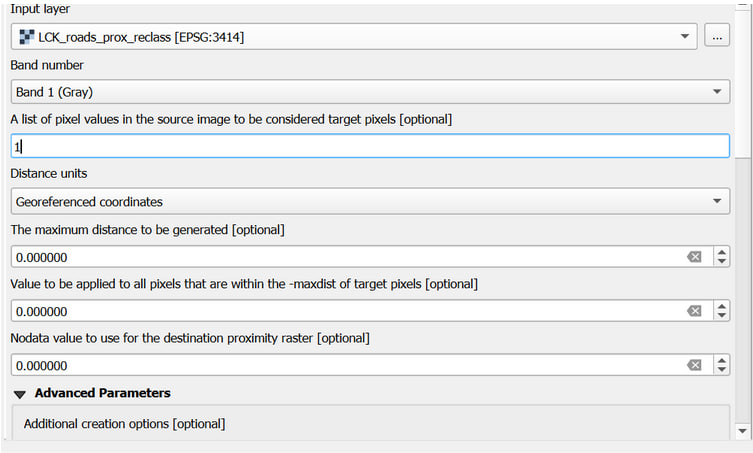 Input layer
LCK_roads_prox_reclass [EPSG:3414]
...
Band number
Band 1 (Gray)
A list of pixel values in the source image to be considered target pixels [optional]
1
Distance units
Georeferenced coordinates
The maximum distance to be generated [optional]
0.000000
Value to be applied to all pixels that are within the -maxdist of target pixels [optional]
0.000000
Nodata value to use for the destination proximity raster [optional]
0.000000
Advanced Parameters
Additional creation options [optional]